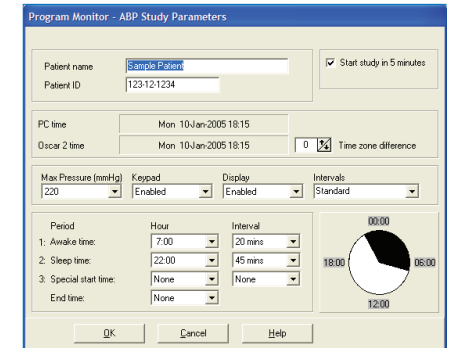 Program Monitor - ABP Study Parameters
Patient name Sample Patient
Start study in 5 minutes
Patient ID 123-12-1234
PC time Mon 10-Jan-2005 18:15
Oscar 2 time Mon 10-Jan-2005 18:15 0 Time zone difference
Max Pressure (mmHg) Keypad Display Intervals
220 Enabled Enabled Standard
Period Hour Interval
1: Awake time: 7:00 20 mins
2: Sleep time: 22:00 45 mins
3: Special start time: None None
End time: None
00:00
18:00 06:00
12:00
OK Cancel Help